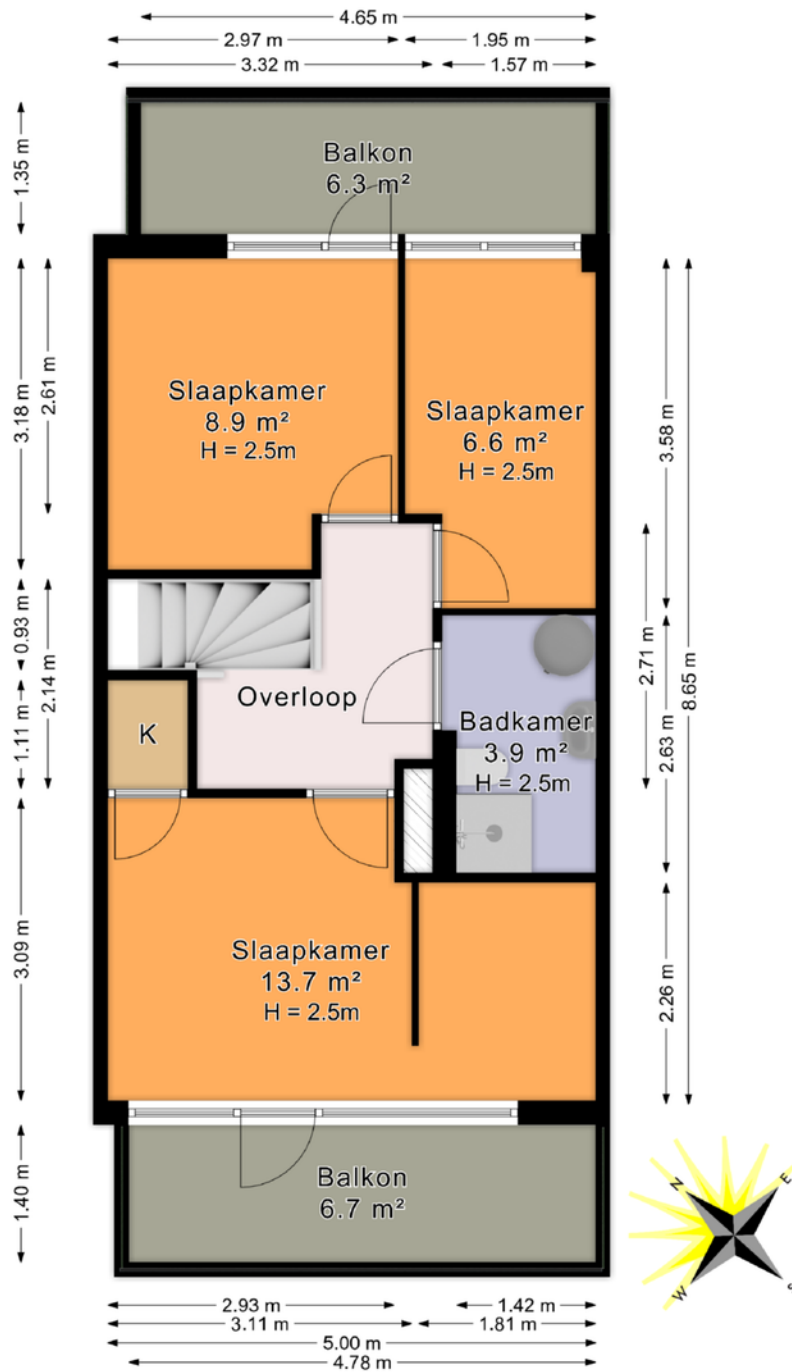 4.65 m
2.97 m
1.95 m
3.32 m
1.57 m
1.35 m
Balkon
6.3 m²
3.18 m
2.61 m
Slaapkamer
8.9 m²
H = 2.5m
Slaapkamer
6.6 m²
H = 2.5m
3.58 m
8.65 m
0.93 m
2.14 m
1.11 m
Overloop
K
Badkamer
3.9 m²
H = 2.5m
2.71 m
2.63 m
3.09 m
Slaapkamer
13.7 m²
H = 2.5m
2.26 m
1.40 m
Balkon
6.7 m²
N
E
W
S
2.93 m
1.42 m
3.11 m
1.81 m
5.00 m
4.78 m